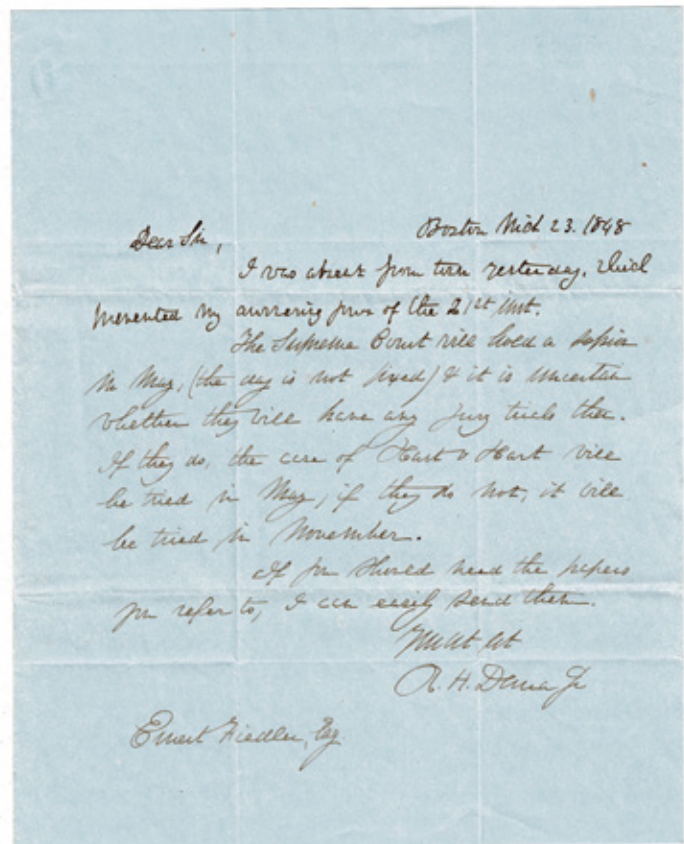 Boston Mch 23. 1848
Dear Sir,
I was absent from town yesterday, which
prevented my answering yours of the 21st inst.
The Supreme Court will hold a session
in May, (the day is not fixed) & it is uncertain
whether they will have any jury trials then.
If they do, the case of Hart v Hart will
be tried in May; if they do not, it will
be tried in November.
If you should need the papers
you refer to, I can easily send them.
R. H. Dana Jr
Ernest Fiedler, Esq.